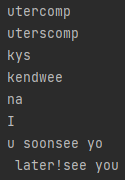 utercomp
uterscomp
kys
kendwee
na
I
u soonsee yo
 later!see you